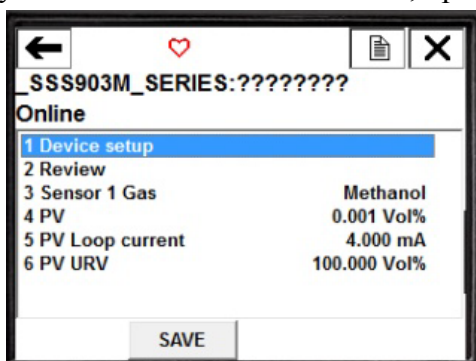 _SSS903M_SERIES:????????
Online
1 Device setup
2 Review
3 Sensor 1 Gas Methanol
4 PV 0.001 Vol%
5 PV Loop current 4.000 mA
6 PV URV 100.000 Vol%
SAVE